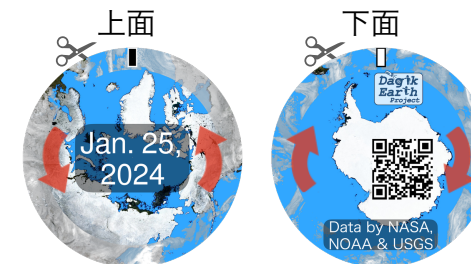 上面
下面
Jan. 25,
2024
Dagik
Earth
Project
Data by NASA,
NOAA & USGS